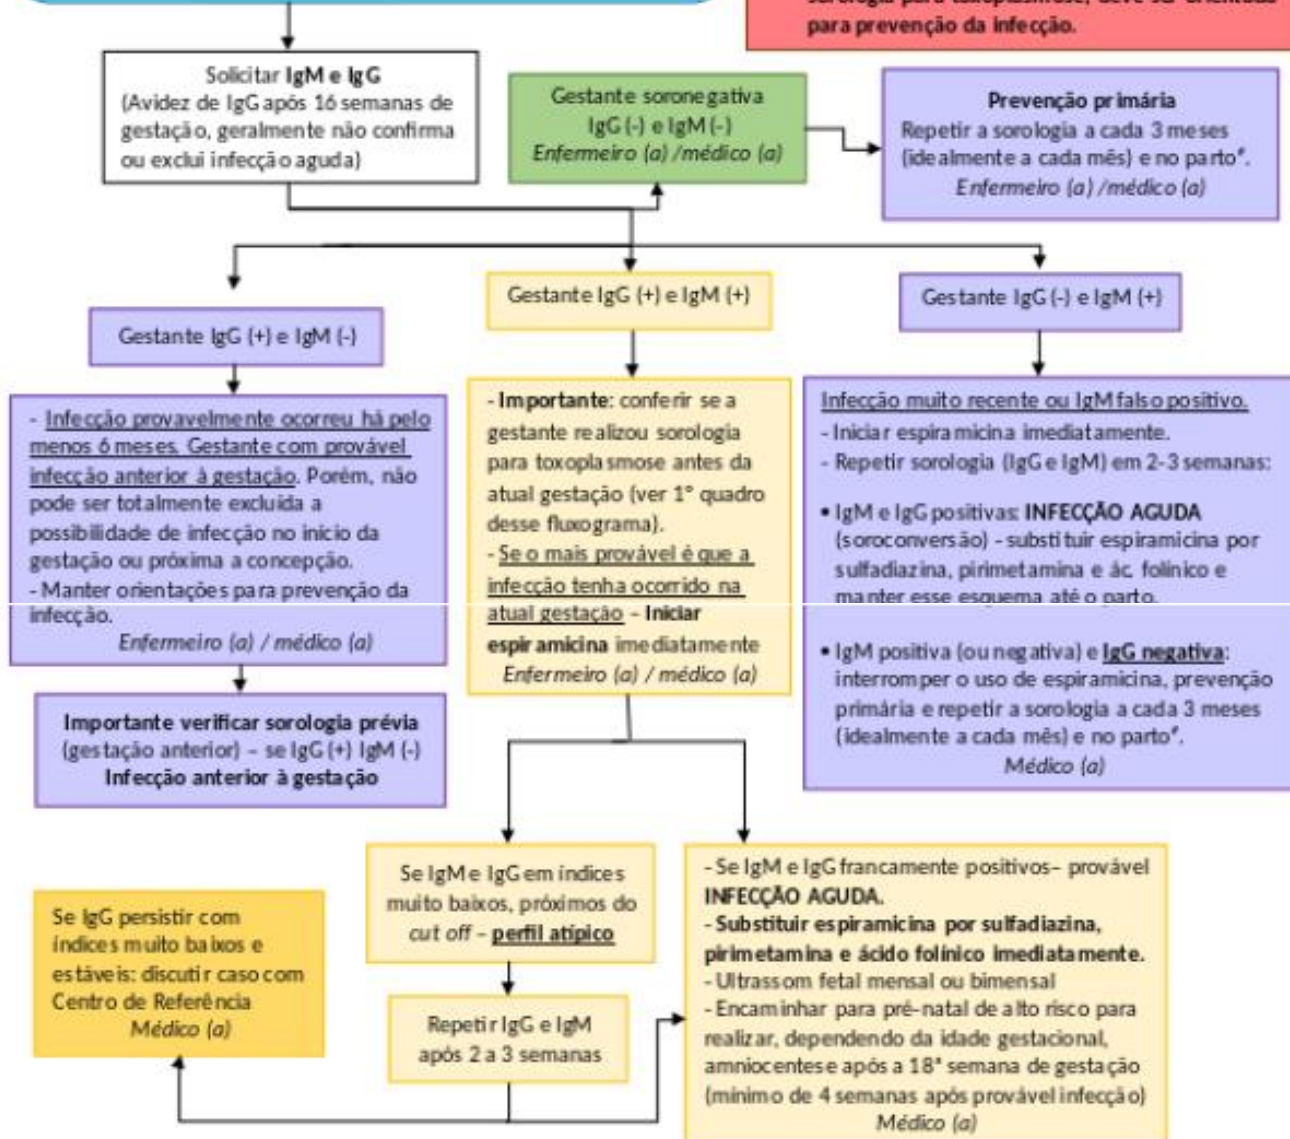 para prevenção da infecção.
Solicitar IgM e IgG
(Avidez de IgG após 16 semanas de
gestação, geralmente não confirma
ou exclui infecção aguda)
Gestante soronegativa
IgG (-) e IgM (-)
Enfermeiro (a) /médico (a)
Prevenção primária
Repetir a sorologia a cada 3 meses
(idealmente a cada mês) e no parto#.
Enfermeiro (a) /médico (a)
Gestante IgG (+) e IgM (-)
Gestante IgG (+) e IgM (+)
Gestante IgG (-) e IgM (+)
- Infecção provavelmente ocorreu há pelo
menos 6 meses. Gestante com provável
infecção anterior à gestação. Porém, não
pode ser totalmente excluída a
possibilidade de infecção no início da
gestação ou próxima a concepção.
- Manter orientações para prevenção da
infecção.
Enfermeiro (a) / médico (a)
Importante verificar sorologia prévia
(gestação anterior) – se IgG (+) IgM (-)
Infecção anterior à gestação
- Importante: conferir se a
gestante realizou sorologia
para toxoplasmose antes da
atual gestação (ver 1° quadro
desse fluxograma).
- Se o mais provável é que a
infecção tenha ocorrido na
atual gestação – Iniciar
espiramicina imediatamente
Enfermeiro (a) / médico (a)
Infecção muito recente ou IgM falso positivo.
- Iniciar espiramicina imediatamente.
- Repetir sorologia (IgG e IgM) em 2-3 semanas:
• IgM e IgG positivas: INFECÇÃO AGUDA
(soroconversão) - substituir espiramicina por
sulfadiazina, pirimetamina e ác. folínico e
manter esse esquema até o parto.
• IgM positiva (ou negativa) e IgG negativa:
interromper o uso de espiramicina, prevenção
primária e repetir a sorologia a cada 3 meses
(idealmente a cada mês) e no parto#.
Médico (a)
Se IgM e IgG em índices
muito baixos, próximos do
cut off – perfil atípico
Repetir IgG e IgM
após 2 a 3 semanas
Se IgG persistir com
índices muito baixos e
estáveis: discutir caso com
Centro de Referência
Médico (a)
- Se IgM e IgG francamente positivos– provável
INFECÇÃO AGUDA.
- Substituir espiramicina por sulfadiazina,
pirimetamina e ácido folínico imediatamente.
- Ultrassom fetal mensal ou bimensal
- Encaminhar para pré-natal de alto risco para
realizar, dependendo da idade gestacional,
amniocentese após a 18ª semana de gestação
(mínimo de 4 semanas após provável infecção)
Médico (a)